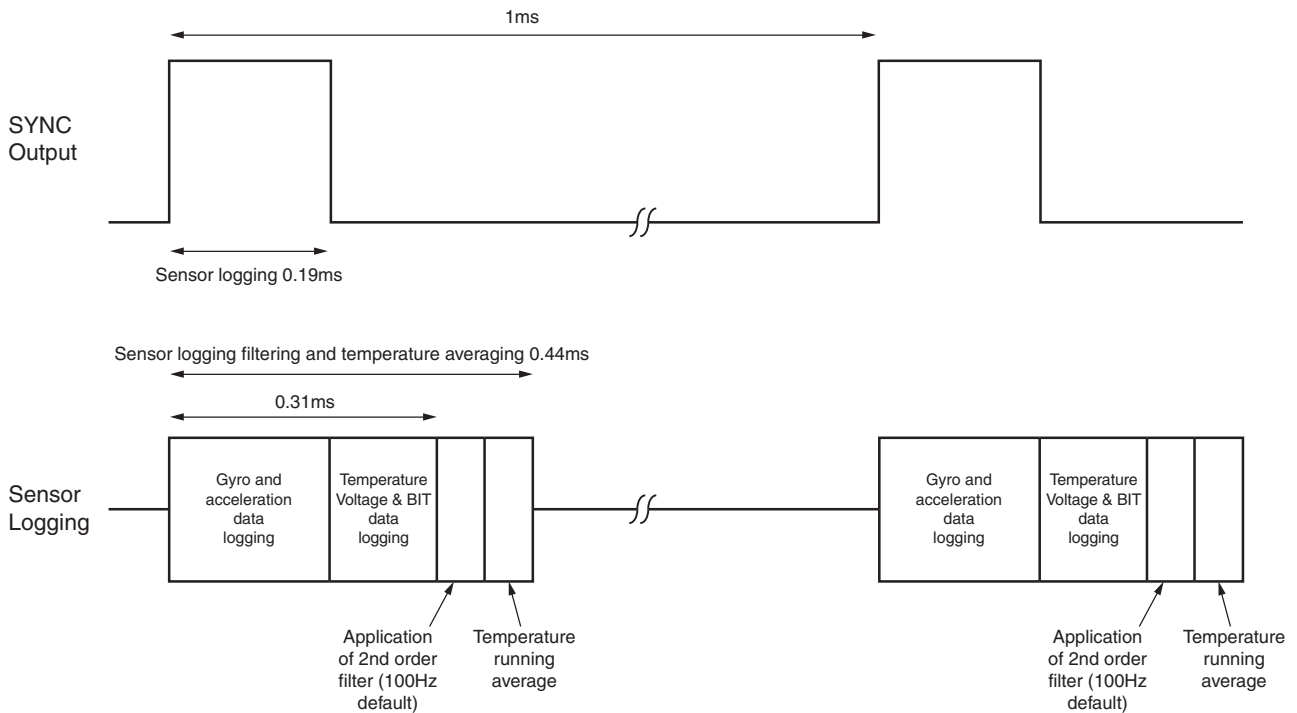 1ms
SYNC
Output
Sensor logging 0.19ms
Sensor logging filtering and temperature averaging 0.44ms
0.31ms
Sensor
Logging
Gyro and
acceleration
data
logging
Temperature
Voltage & BIT
data
logging
Gyro and
acceleration
data
logging
Temperature
Voltage & BIT
data
logging
Application
of 2nd order
filter (100Hz
default)
Temperature
running
average
Application
of 2nd order
filter (100Hz
default)
Temperature
running
average